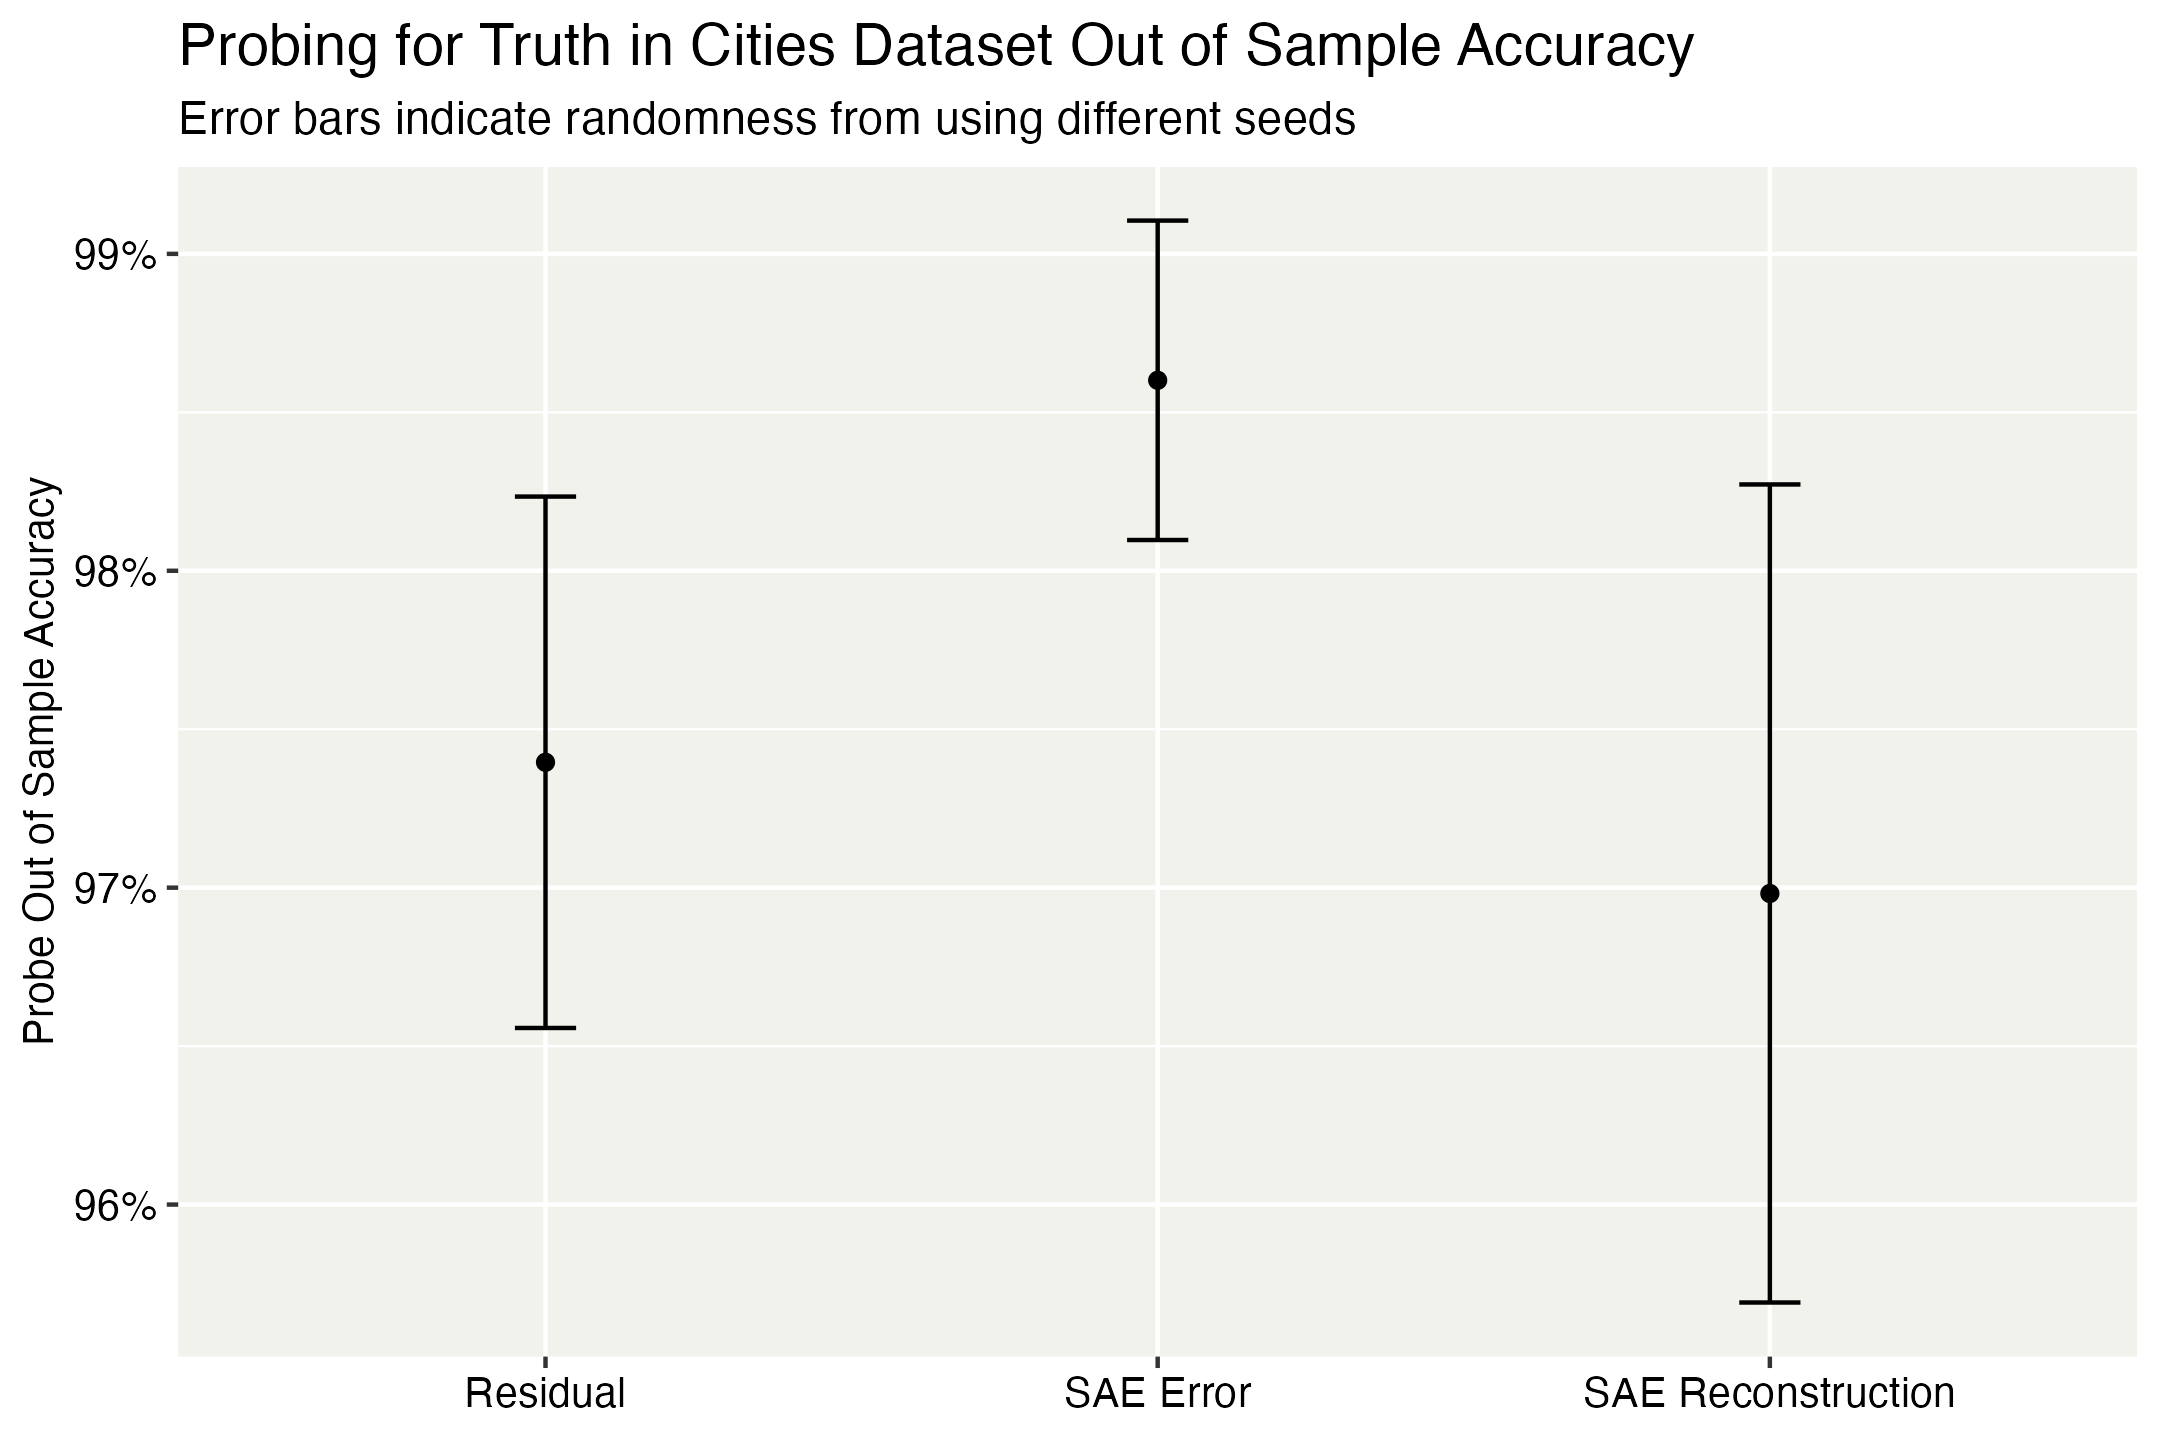 Probing for Truth in Cities Dataset Out of Sample Accuracy
Error bars indicate randomness from using different seeds
Probe Out of Sample Accuracy
99%
98%
97%
96%
Residual
SAE Error
SAE Reconstruction